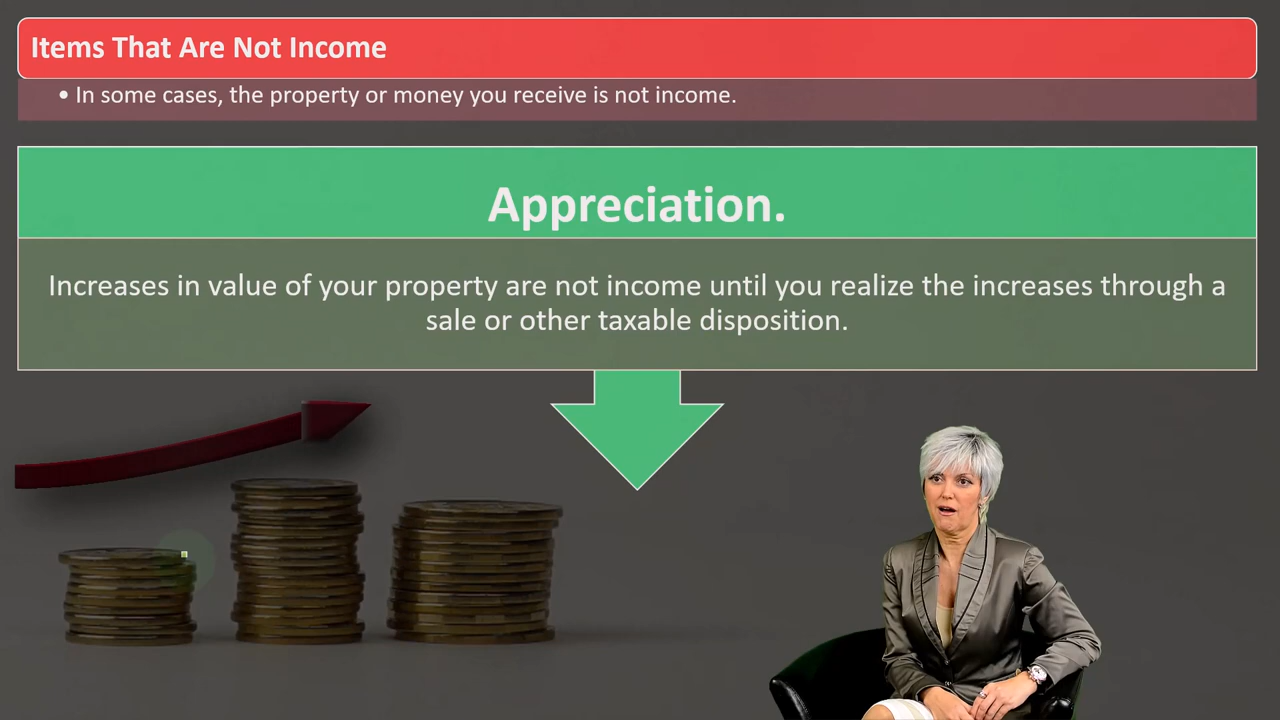 Items That Are Not Income
• In some cases, the property or money you receive is not income.
Appreciation.
Increases in value of your property are not income until you realize the increases through a
sale or other taxable disposition.